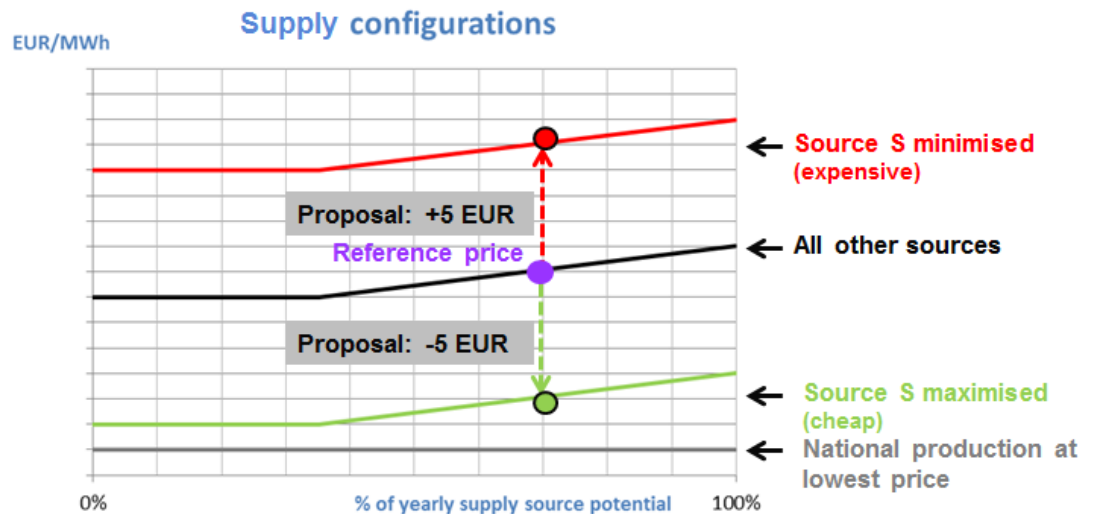 Supply configurations
EUR/MWh
Source S minimised
(expensive)
Proposal: +5 EUR
Reference price
All other sources
Proposal: -5 EUR
Source S maximised
(cheap)
National production at
lowest price
0%
% of yearly supply source potential
100%